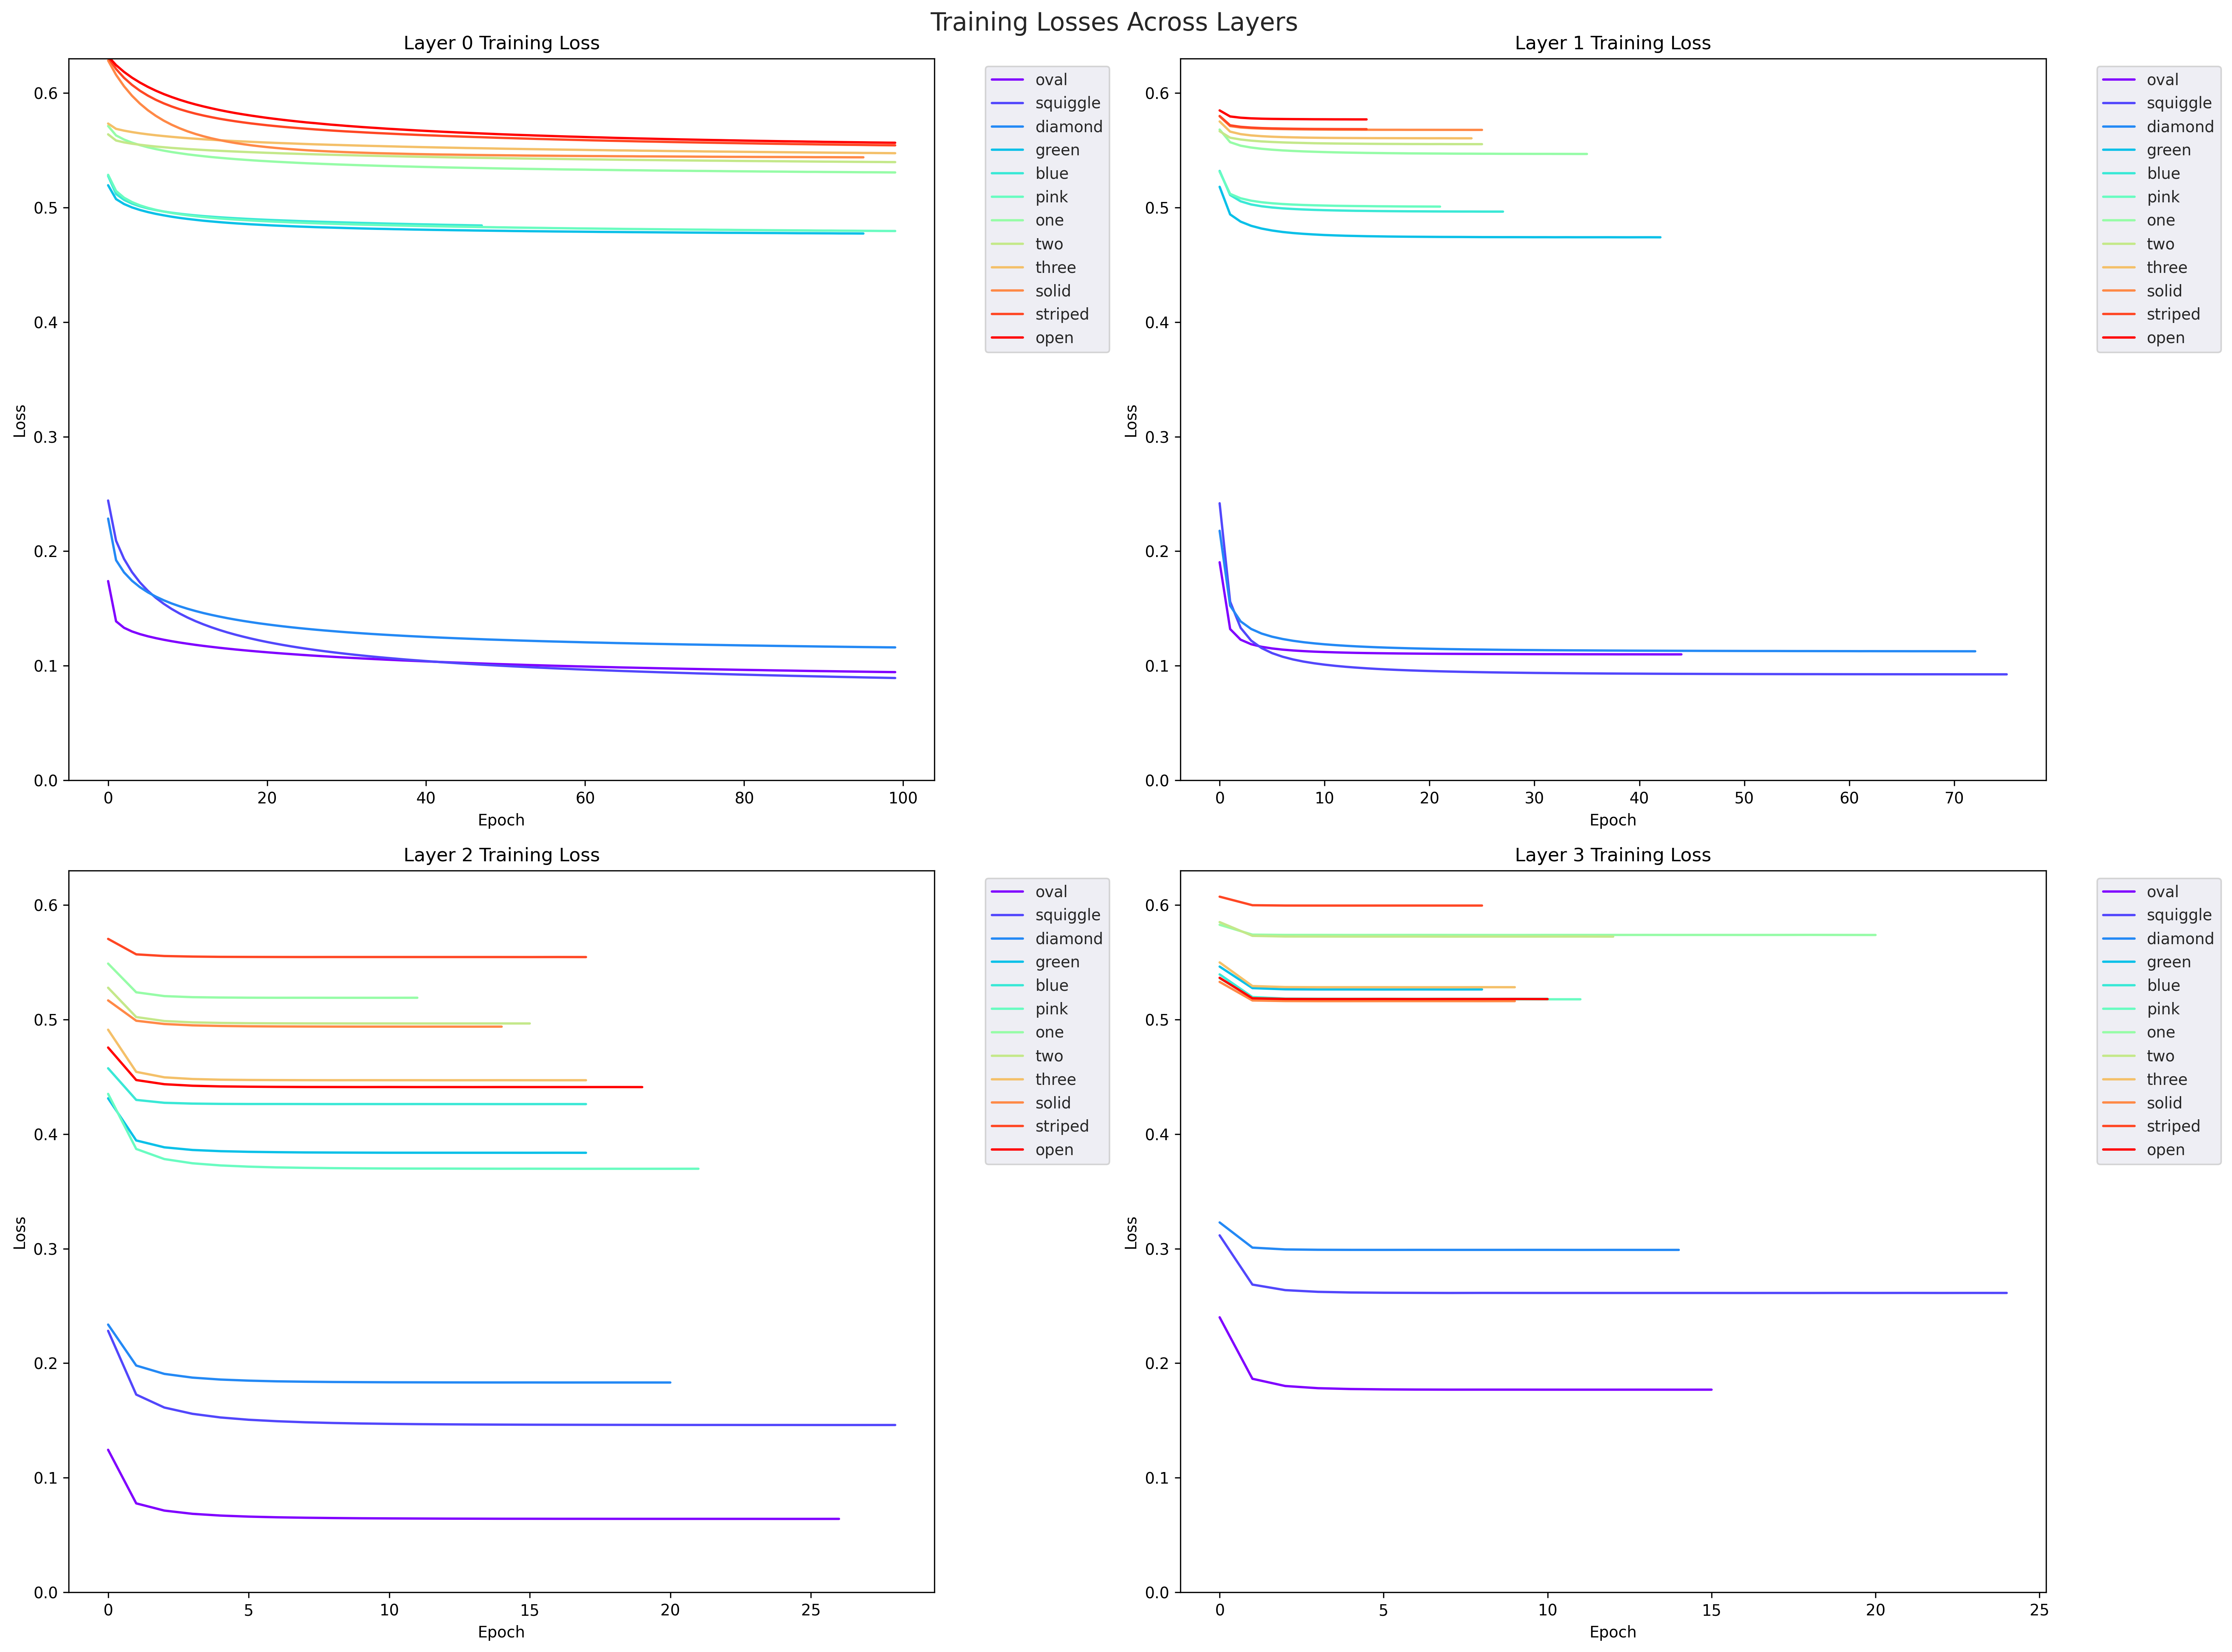 Training Losses Across Layers
Layer 0 Training Loss
Loss
0.6
0.5
0.4
0.3
0.2
0.1
0.0
0 20 40 60 80 100
Epoch
oval
squiggle
diamond
green
blue
pink
one
two
three
solid
striped
open
Layer 1 Training Loss
Loss
0.6
0.5
0.4
0.3
0.2
0.1
0.0
0 10 20 30 40 50 60 70
Epoch
oval
squiggle
diamond
green
blue
pink
one
two
three
solid
striped
open
Layer 2 Training Loss
Loss
0.6
0.5
0.4
0.3
0.2
0.1
0.0
0 5 10 15 20 25
Epoch
oval
squiggle
diamond
green
blue
pink
one
two
three
solid
striped
open
Layer 3 Training Loss
Loss
0.6
0.5
0.4
0.3
0.2
0.1
0.0
0 5 10 15 20 25
Epoch
oval
squiggle
diamond
green
blue
pink
one
two
three
solid
striped
open